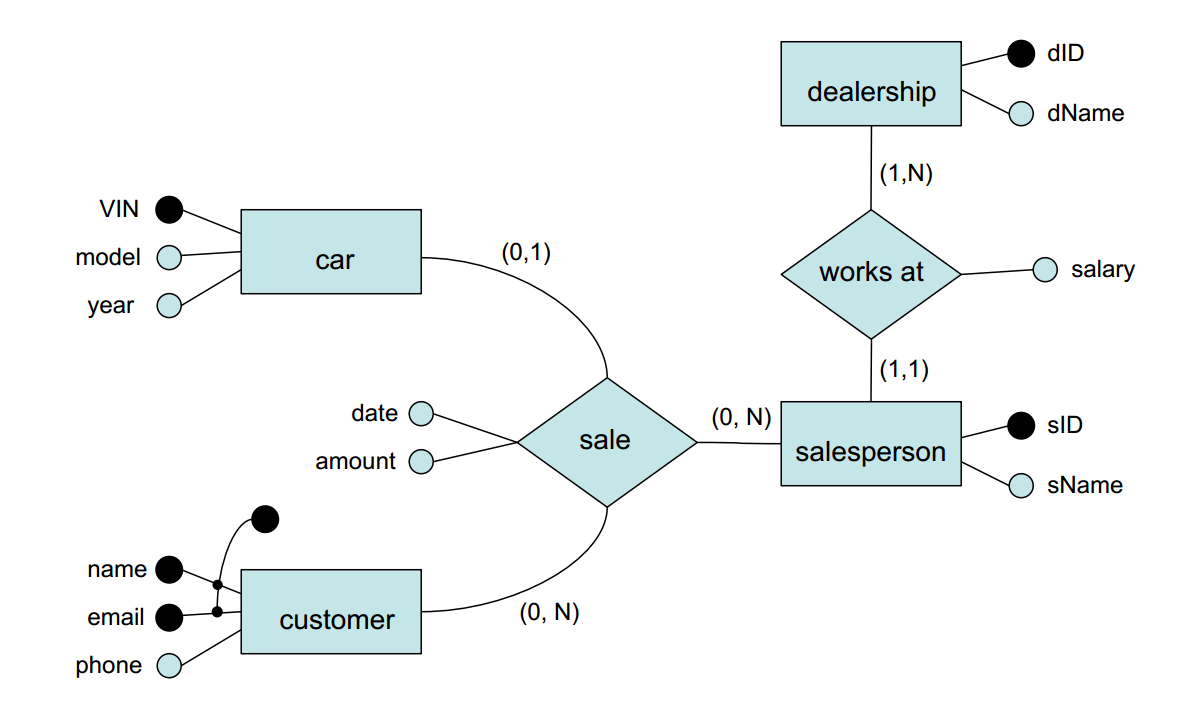 dID
dealership
dName
(1,N)
VIN
model
car
(0,1)
year
works at
salary
(1,1)
date
sale
(0, N)
amount
salesperson
sID
sName
name
email
customer
(0, N)
phone